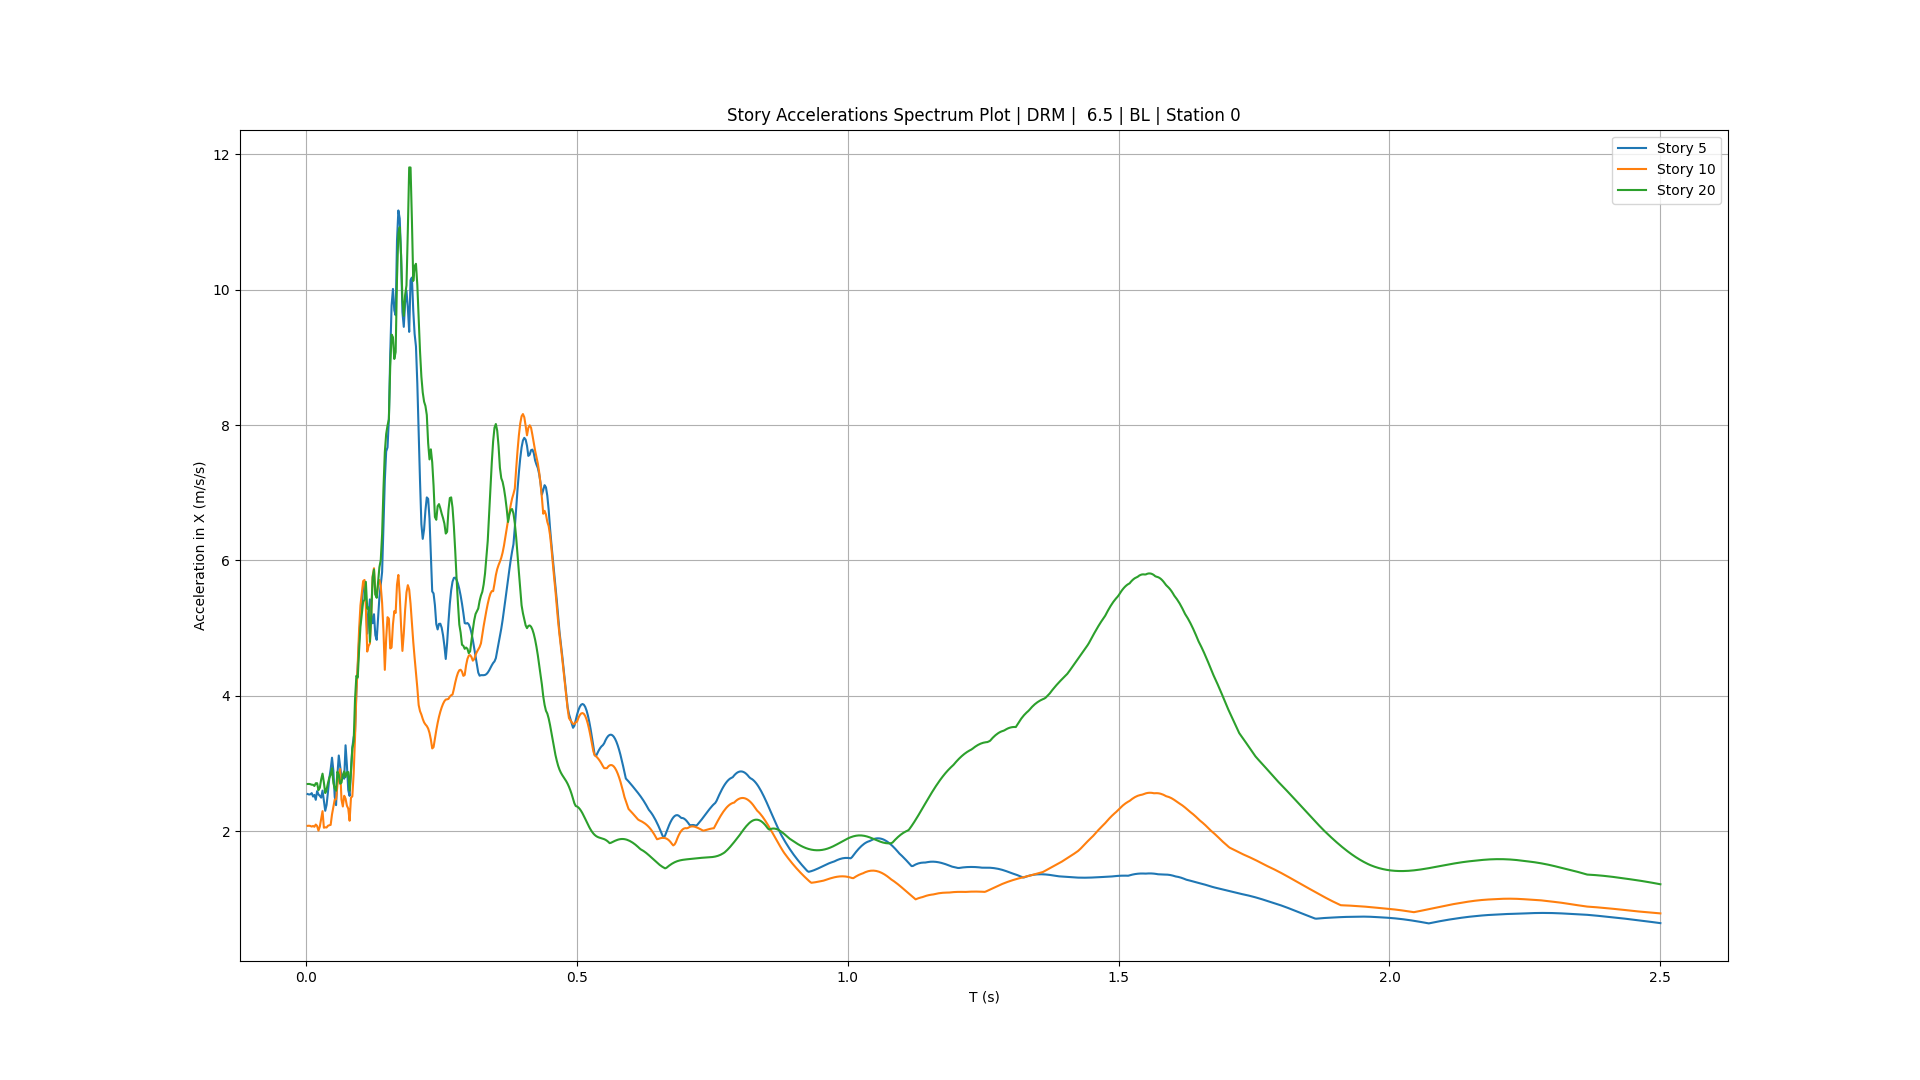 Story Accelerations Spectrum Plot | DRM |  6.5 | BL | Station 0
Story 5
Story 10
Story 20
12
10
8
6
4
2
Acceleration in X (m/s/s)
0.0
0.5
1.0
1.5
2.0
2.5
T (s)